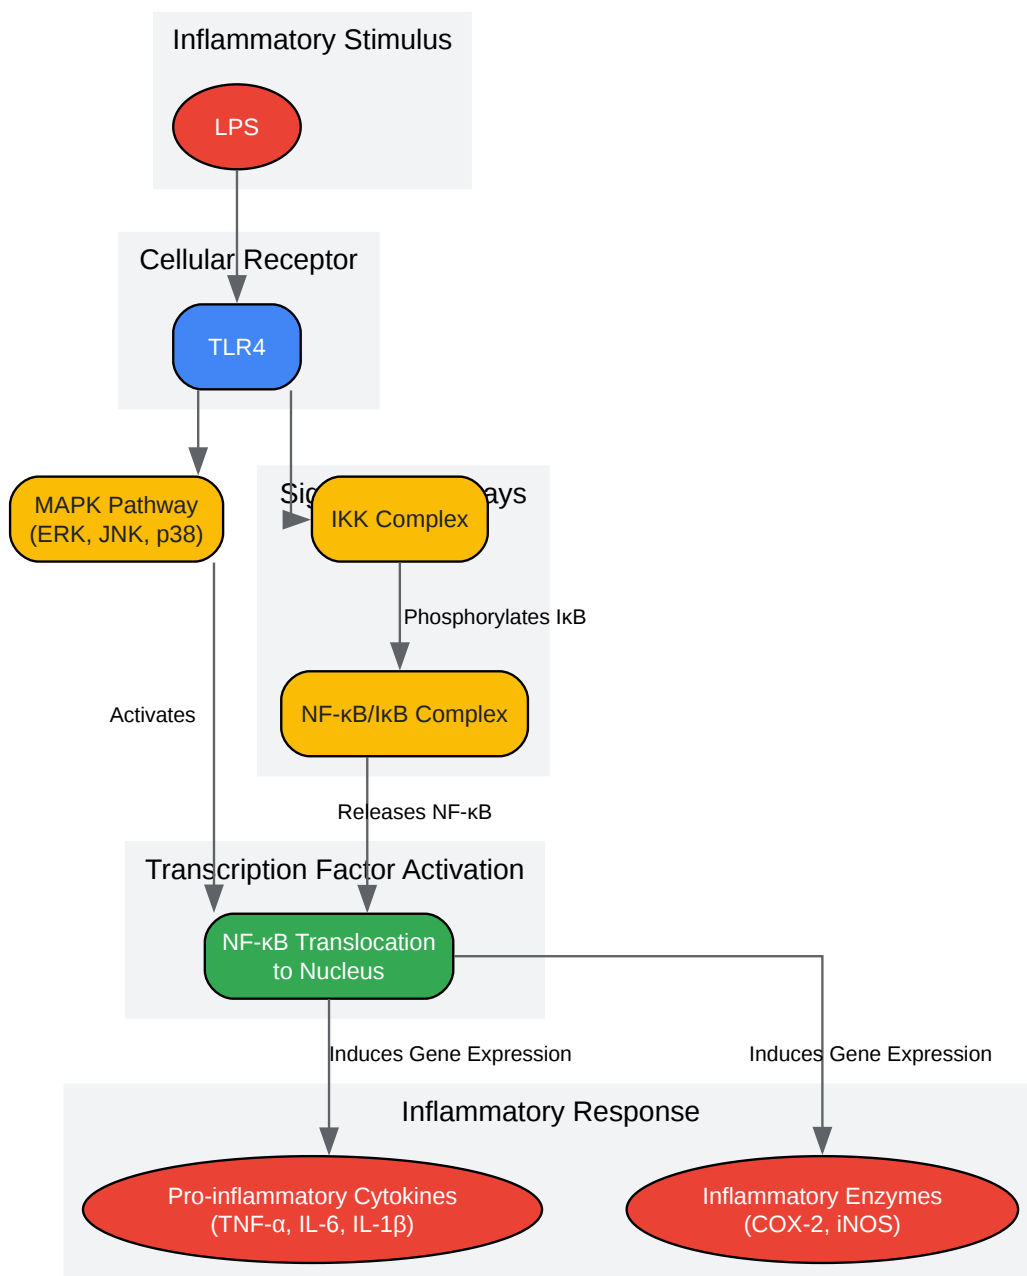 Inflammatory Stimulus
LPS
Cellular Receptor
TLR4
MAPK Pathway
(ERK, JNK, p38)
IKK Complex
Phosphorylates IκB
NF-κB/IκB Complex
Activates
Releases NF-κB
Transcription Factor Activation
NF-κB Translocation
to Nucleus
Induces Gene Expression
Induces Gene Expression
Inflammatory Response
Pro-inflammatory Cytokines
(TNF-α, IL-6, IL-1β)
Inflammatory Enzymes
(COX-2, iNOS)